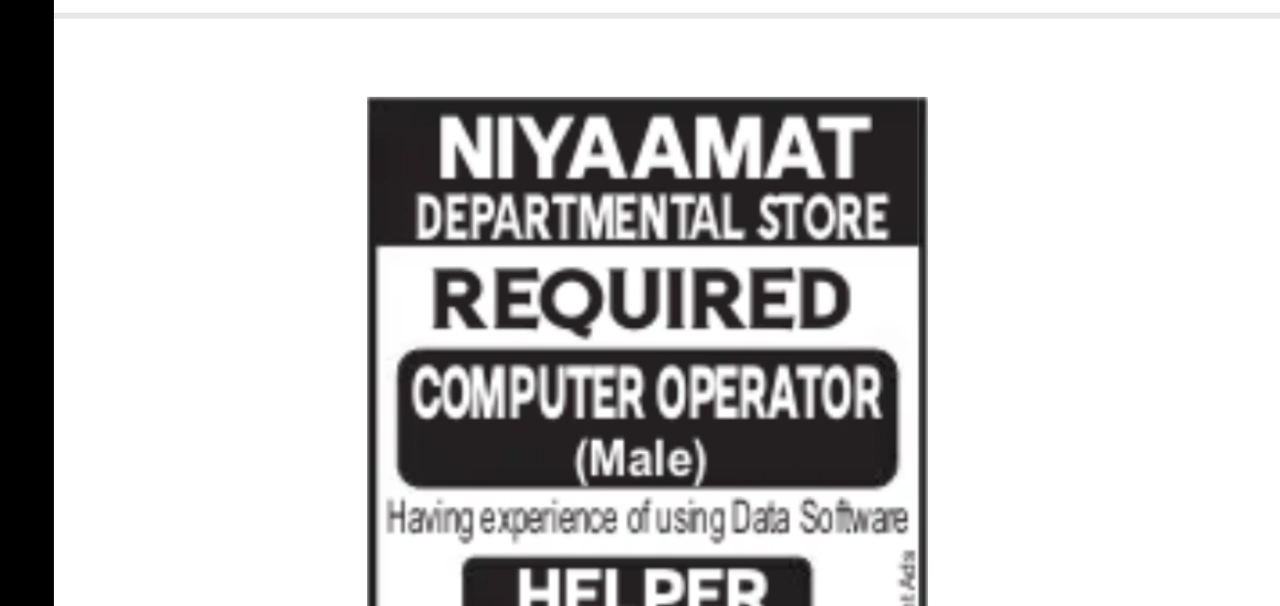 NIYAAMAT
DEPARTMENTAL STORE
REQUIRED
COMPUTER OPERATOR
(Male)
Having experience of using Data Software
HELPER